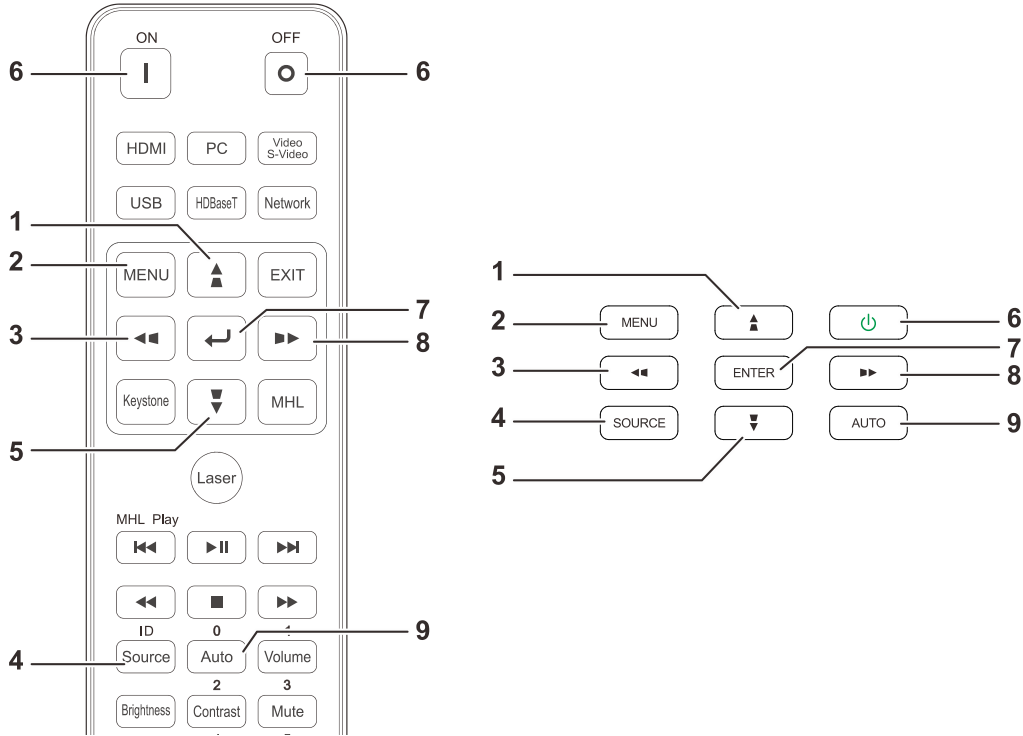 ON OFF
6 6
HDMI PC Video
S-Video
USB HDBaseT Network
1
2 MENU EXIT
3 7
8
Keystone MHL
5
Laser
MHL Play
ID 0 1
9
4 Source Auto Volume
2 3
Brightness Contrast Mute
1
2 MENU 6
7
3 ENTER 8
4 SOURCE AUTO 9
5